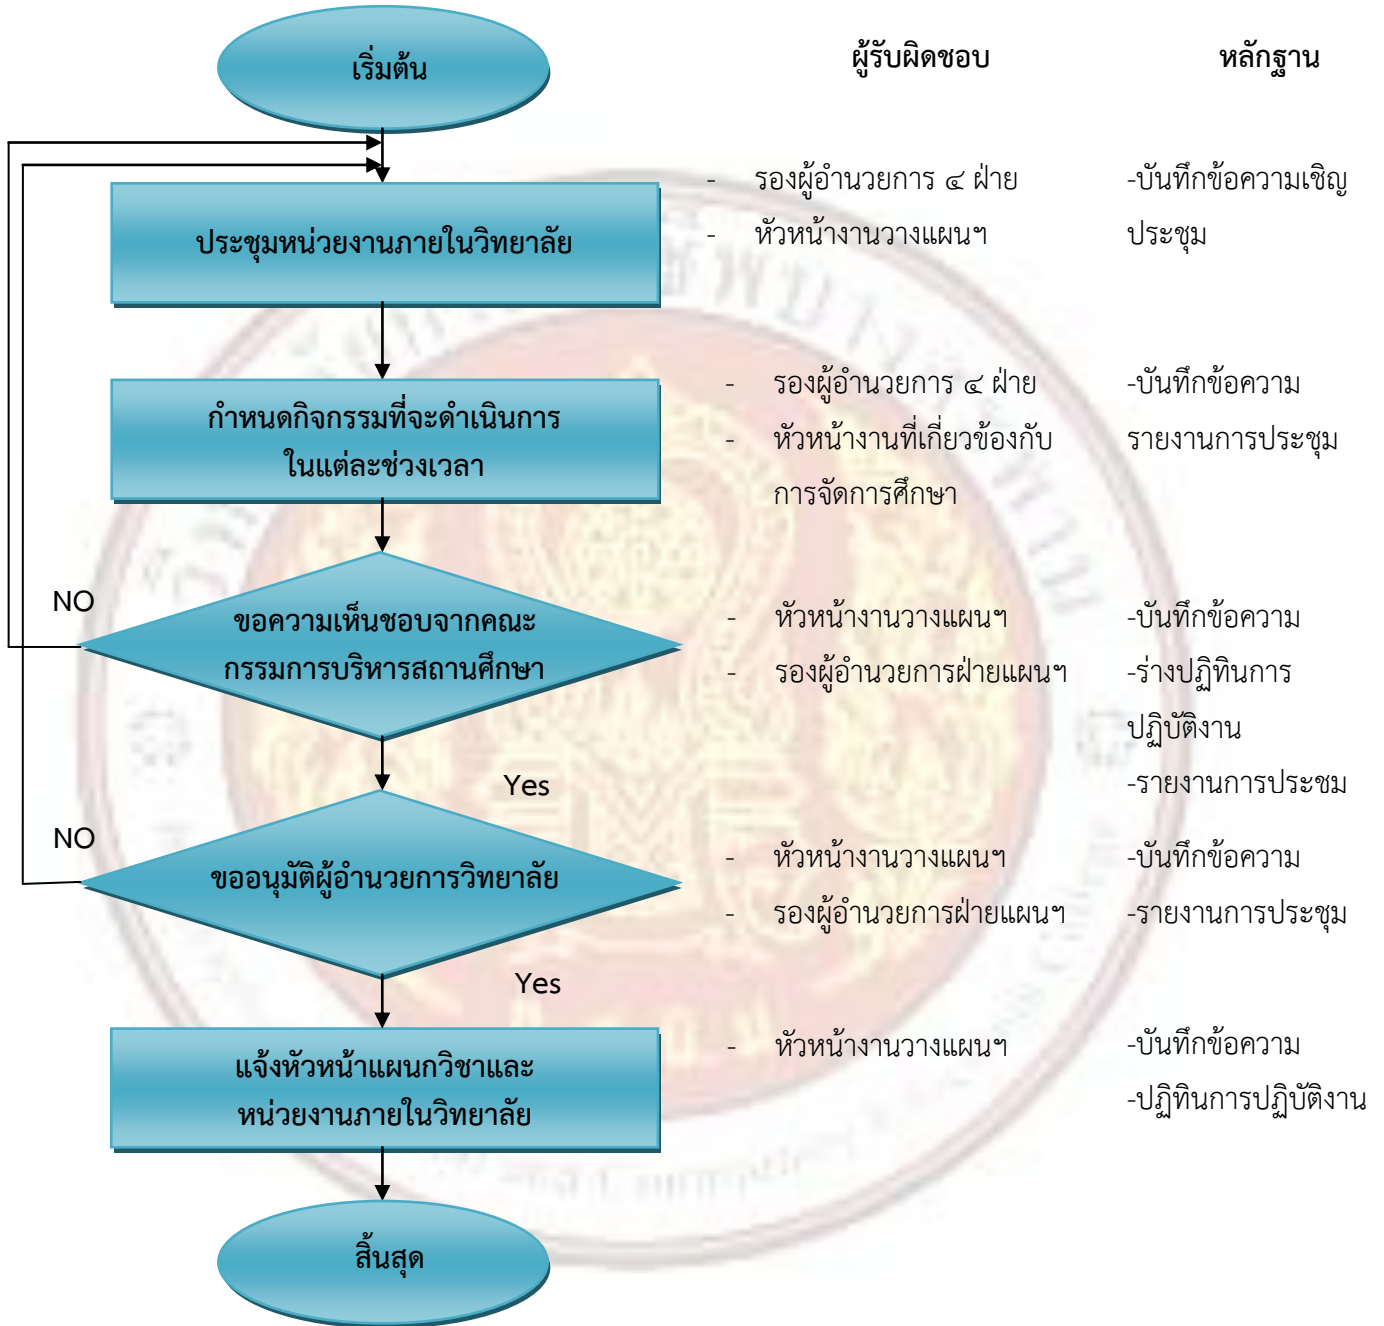 เริ่มต้น
ผู้รับผิดชอบ
หลักฐาน
ประชุมหน่วยงานภายในวิทยาลัย
- รองผู้อำนวยการ ๔ ฝ่าย
- หัวหน้างานวางแผนฯ
-บันทึกข้อความเชิญ
ประชุม
กำหนดกิจกรรมที่จะดำเนินการ
ในแต่ละช่วงเวลา
- รองผู้อำนวยการ ๔ ฝ่าย
- หัวหน้างานที่เกี่ยวข้องกับ
การจัดการศึกษา
-บันทึกข้อความ
รายงานการประชุม
NO
ขอความเห็นชอบจากคณะ
กรรมการบริหารสถานศึกษา
- หัวหน้างานวางแผนฯ
- รองผู้อำนวยการฝ่ายแผนฯ
-บันทึกข้อความ
-ร่างปฏิทินการ
ปฏิบัติงาน
-รายงานการประชม
Yes
NO
ขออนุมัติผู้อำนวยการวิทยาลัย
- หัวหน้างานวางแผนฯ
- รองผู้อำนวยการฝ่ายแผนฯ
-บันทึกข้อความ
-รายงานการประชุม
Yes
แจ้งหัวหน้าแผนกวิชาและ
หน่วยงานภายในวิทยาลัย
- หัวหน้างานวางแผนฯ
-บันทึกข้อความ
-ปฏิทินการปฏิบัติงาน
สิ้นสุด